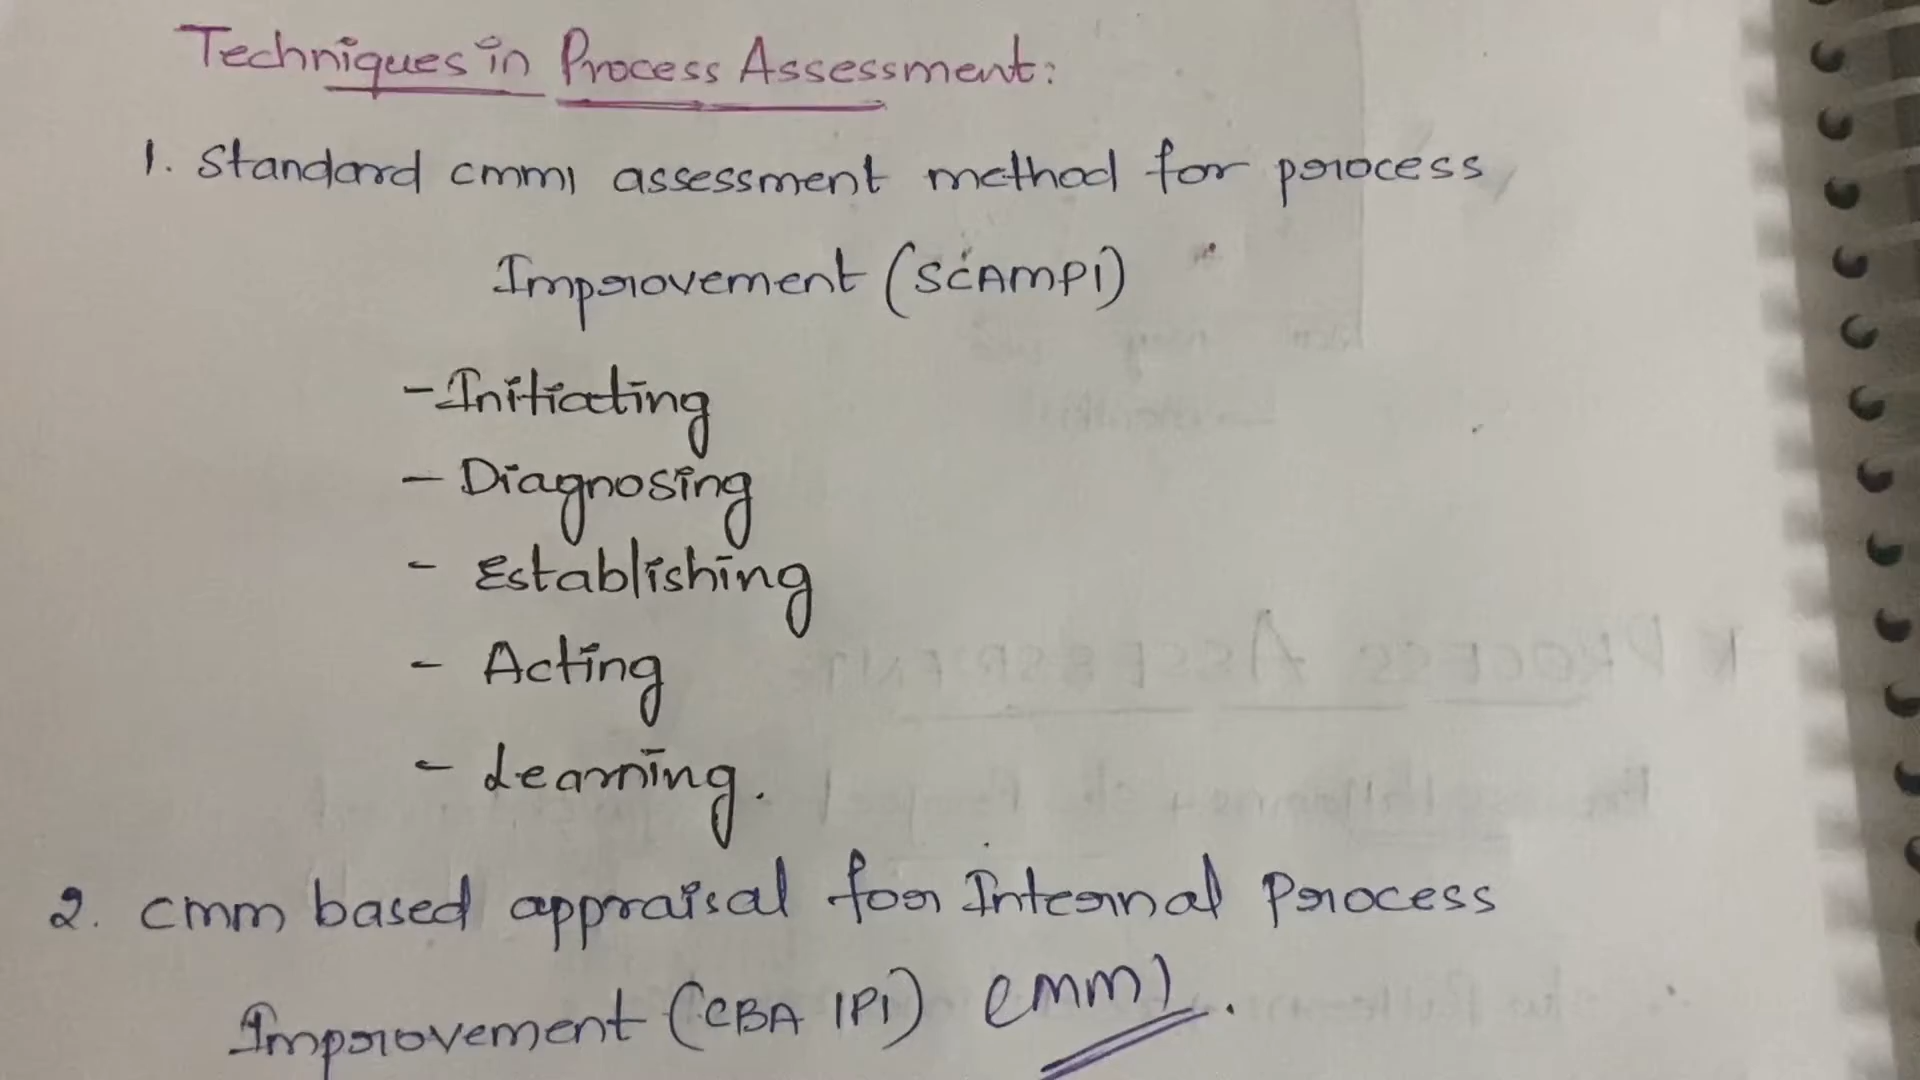 Techniques in Process Assessment:
1. Standard CMMI assessment method for process
Improvement (SCAMPI)
- Initiating
- Diagnosing
- Establishing
- Acting
- Learning.
2. CMM based appraisal for Internal Process
Improvement (CBA IPI) CMMI.